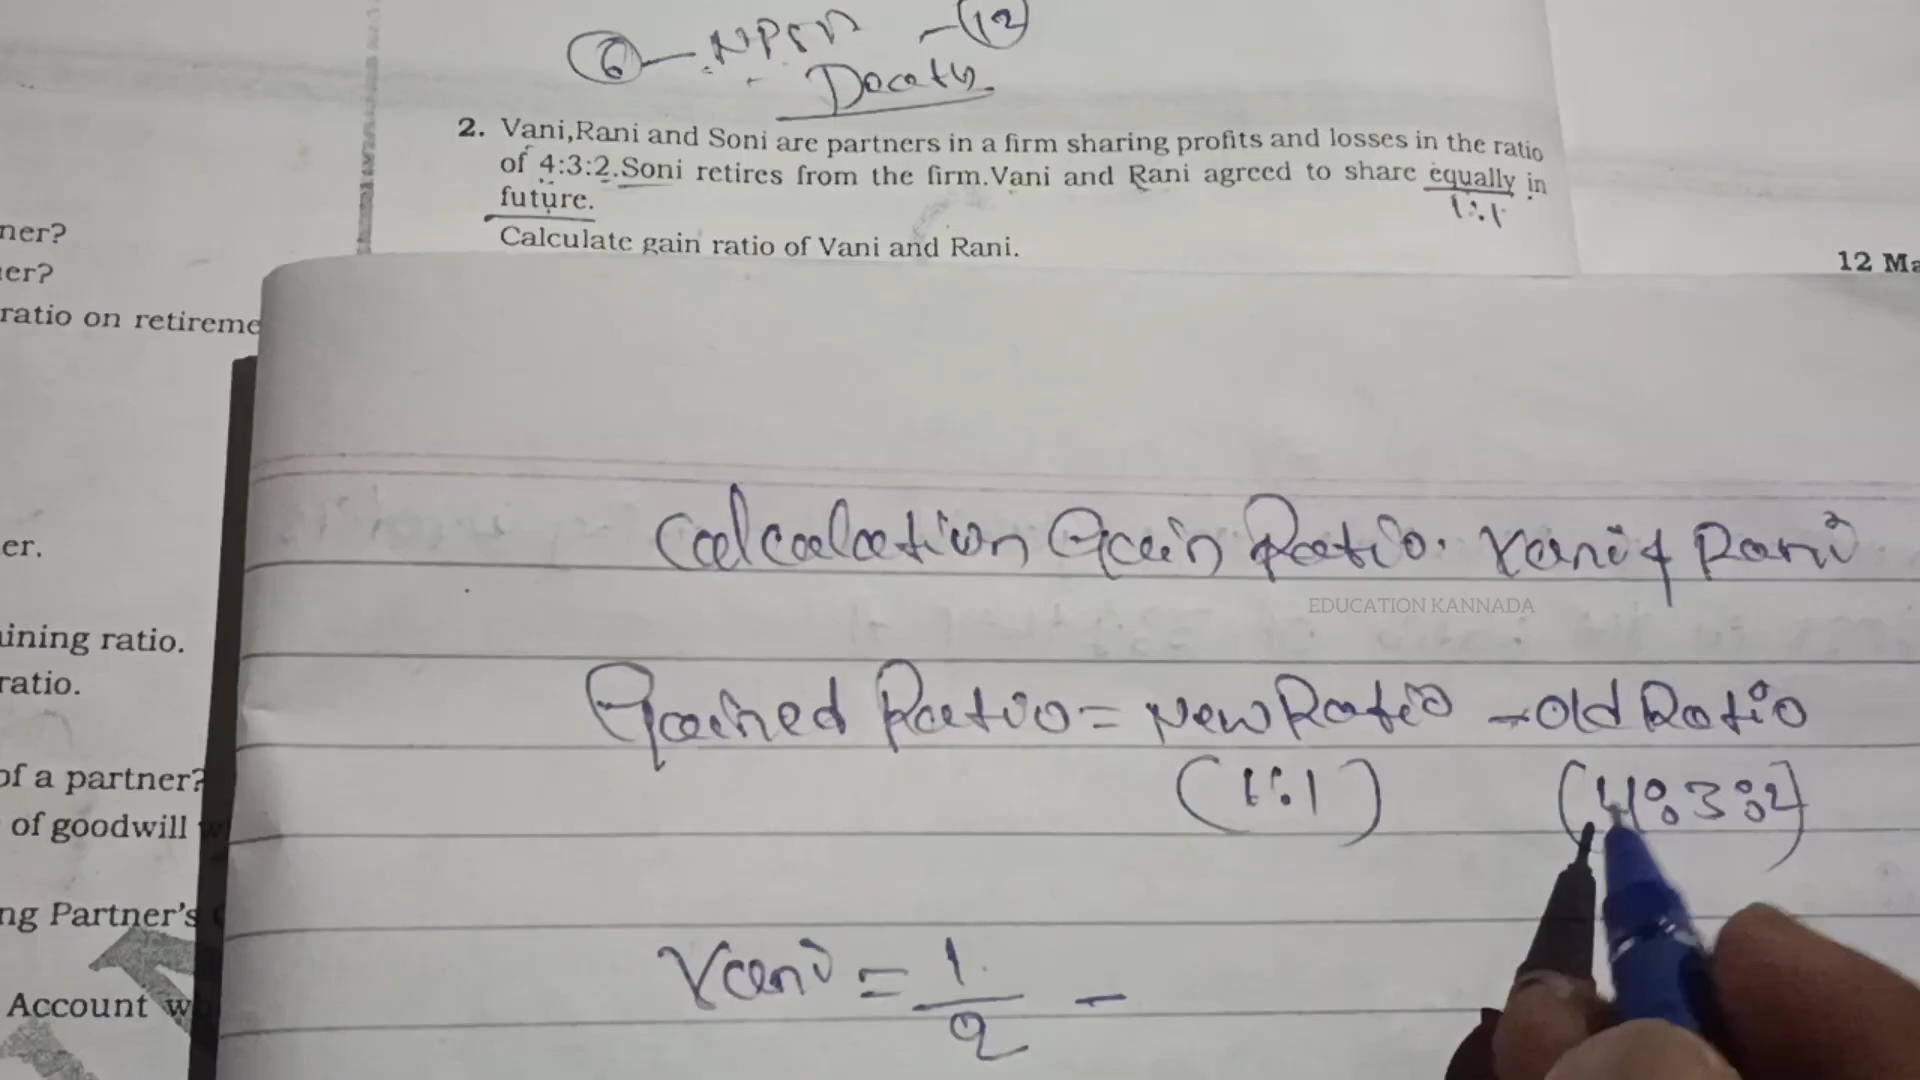 6 - NPSR - 12
Death
2. Vani,Rani and Soni are partners in a firm sharing profits and losses in the ratio
of 4:3:2.Soni retires from the firm.Vani and Rani agreed to share equally in
1:1
future.
Calculate gain ratio of Vani and Rani.
ner?
er?
ratio on retireme
12 Ma
er.
ining ratio.
ratio.
of a partner?
of goodwill w
ng Partner's
Account w
Calculation Gain Ratio. Vani & Rani
EDUCATION KANNADA
Gained Ratio = New Ratio - Old Ratio
(1:1) (4:3:2)
Vani = 1/2 -